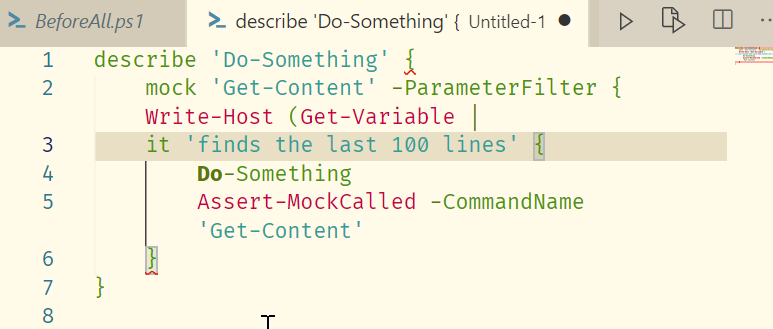 BeforeAll.ps1
describe 'Do-Something' { Untitled-1
1 describe 'Do-Something' {
2 mock 'Get-Content' -ParameterFilter {
Write-Host (Get-Variable |
3 it 'finds the last 100 lines' {
4 Do-Something
5 Assert-MockCalled -CommandName
'Get-Content'
6 }
7 }
8